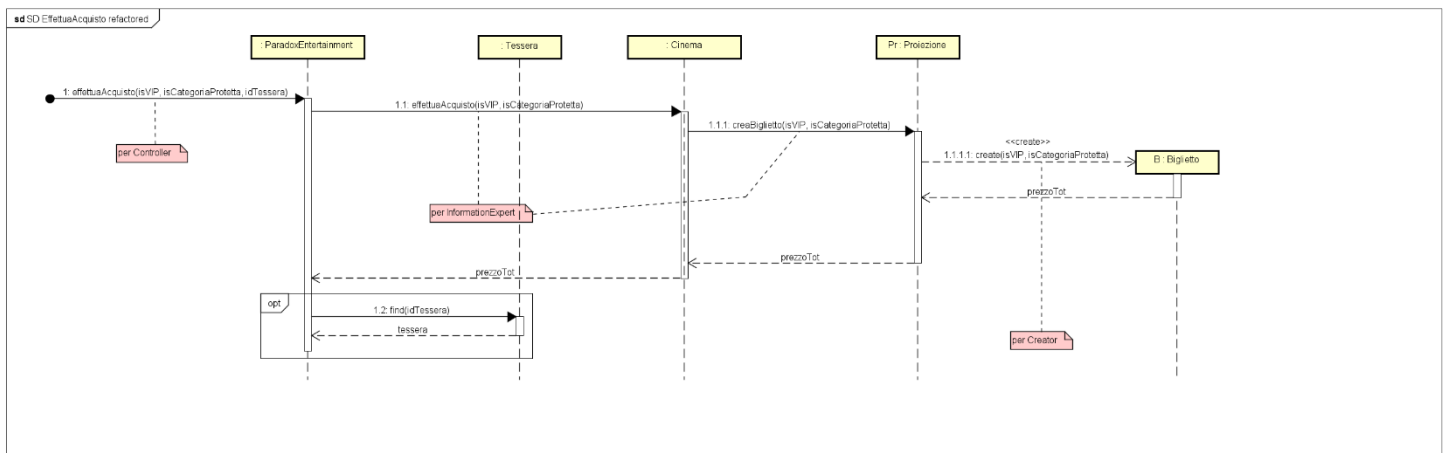 sd SD EffettuaAcquisto refactored
: ParadoxEntertainment
: Tessera
: Cinema
Pr : Proiezione
1: effettuaAcquisto(isVIP, isCategoriaProtetta, idTessera)
1.1: effettuaAcquisto(isVIP, isCategoriaProtetta)
1.1.1: creaBiglietto(isVIP, isCategoriaProtetta)
<<create>>
1.1.1.1: create(isVIP, isCategoriaProtetta)
B : Biglietto
per Controller
prezzoTot
per InformationExpert
prezzoTot
prezzoTot
opt
1.2: find(idTessera)
tessera
per Creator